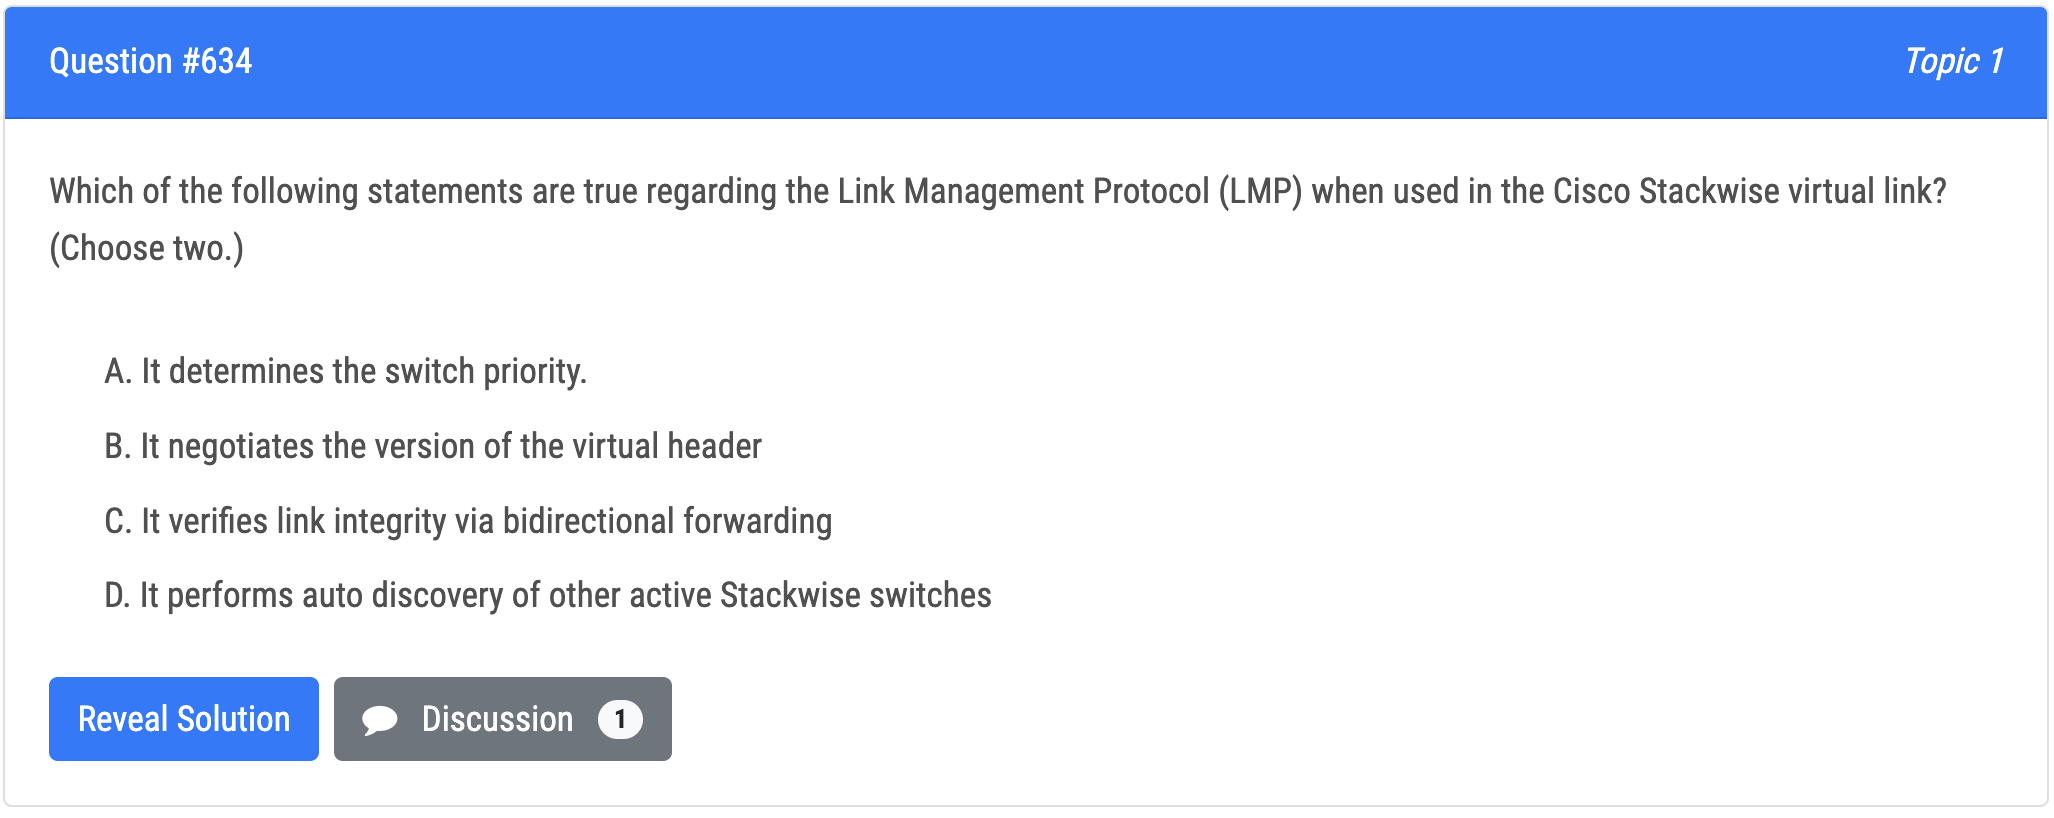 Question #634
Topic 1
Which of the following statements are true regarding the Link Management Protocol (LMP) when used in the Cisco Stackwise virtual link?
(Choose two.)
A. It determines the switch priority.
B. It negotiates the version of the virtual header
C. It verifies link integrity via bidirectional forwarding
D. It performs auto discovery of other active Stackwise switches
Reveal Solution
Discussion 1